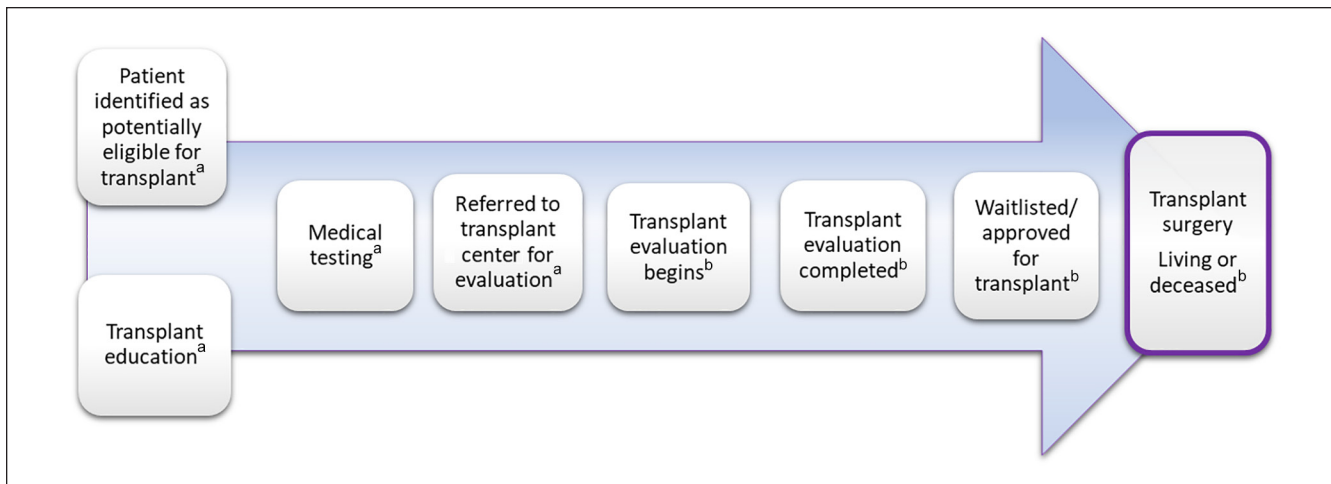 Patient
identified as
potentially
eligible for
transplantᵃ
Transplant
educationᵃ
Medical
testingᵃ
Referred to
transplant
center for
evaluationᵃ
Transplant
evaluation
beginsᵇ
Transplant
evaluation
completedᵇ
Waitlisted/
approved
for
transplantᵇ
Transplant
surgery
Living or
deceasedᵇ